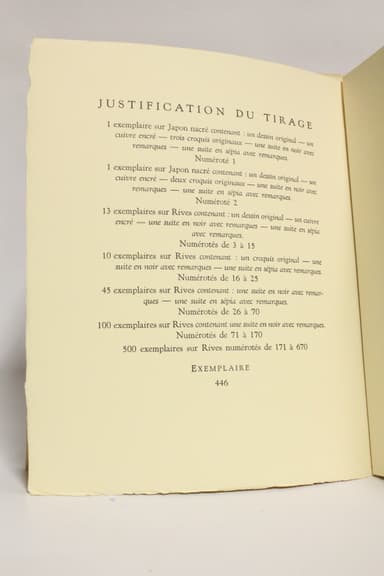 JUSTIFICATION DU TIRAGE
1 exemplaire sur Japon nacré contenant : un dessin original — un
cuivre encré — trois croquis originaux — une suite en noir avec
remarques — une suite en sépia avec remarques.
Numéroté 1
1 exemplaire sur Japon nacré contenant : un dessin original — un
cuivre encré — deux croquis originaux — une suite en noir avec
remarques — une suite en sépia avec remarques.
Numéroté 2
13 exemplaires sur Rives contenant : un dessin original — un cuivre
encré — une suite en noir avec remarques — une suite en sépia
avec remarques.
Numérotés de 3 à 15
10 exemplaires sur Rives contenant : un croquis original — une
suite en noir avec remarques — une suite en sépia avec remarques.
Numérotés de 16 à 25
45 exemplaires sur Rives contenant : une suite en noir avec remar-
ques — une suite en sépia avec remarques.
Numérotés de 26 à 70
100 exemplaires sur Rives contenant une suite en noir avec remarques.
Numérotés de 71 à 170
500 exemplaires sur Rives numérotés de 171 à 670
EXEMPLAIRE
446